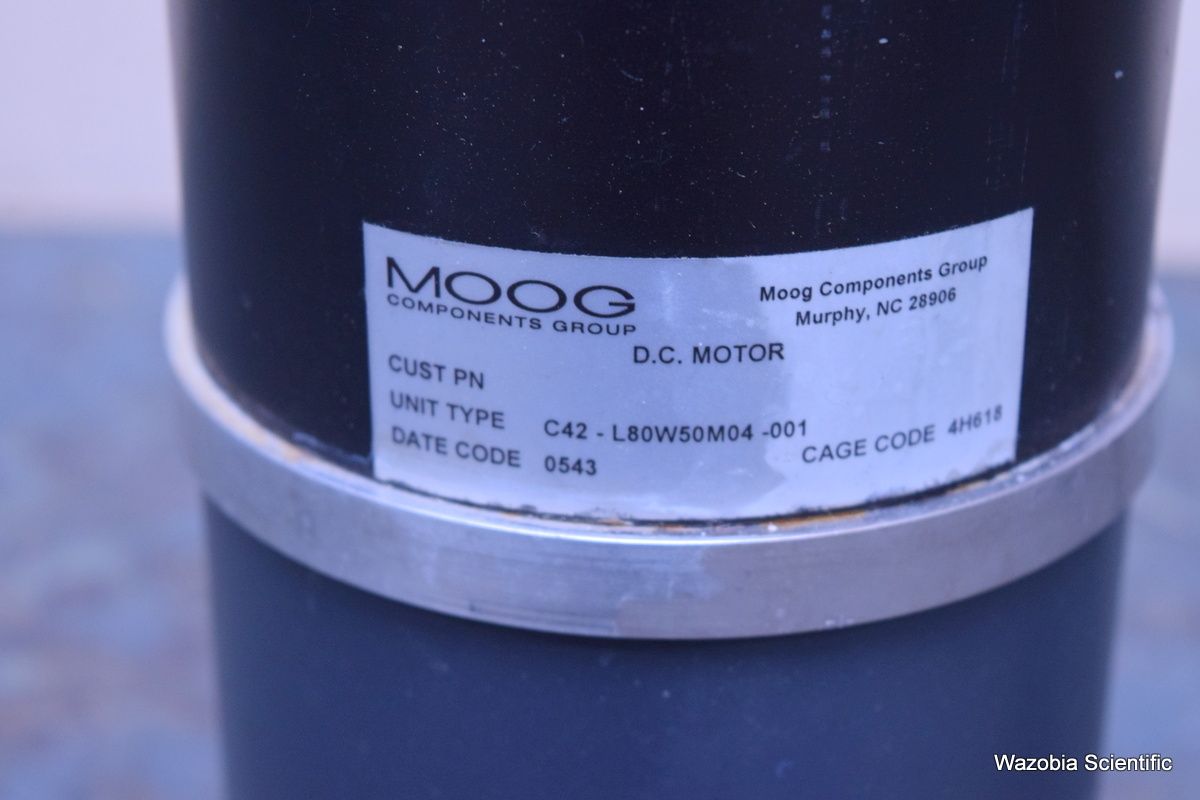 MOOG
COMPONENTS GROUP
Moog Components Group
Murphy, NC 28906
D.C. MOTOR
CUST PN
UNIT TYPE C42 - L80W50M04 -001
DATE CODE 0543
CAGE CODE 4H618
Wazobia Scientific